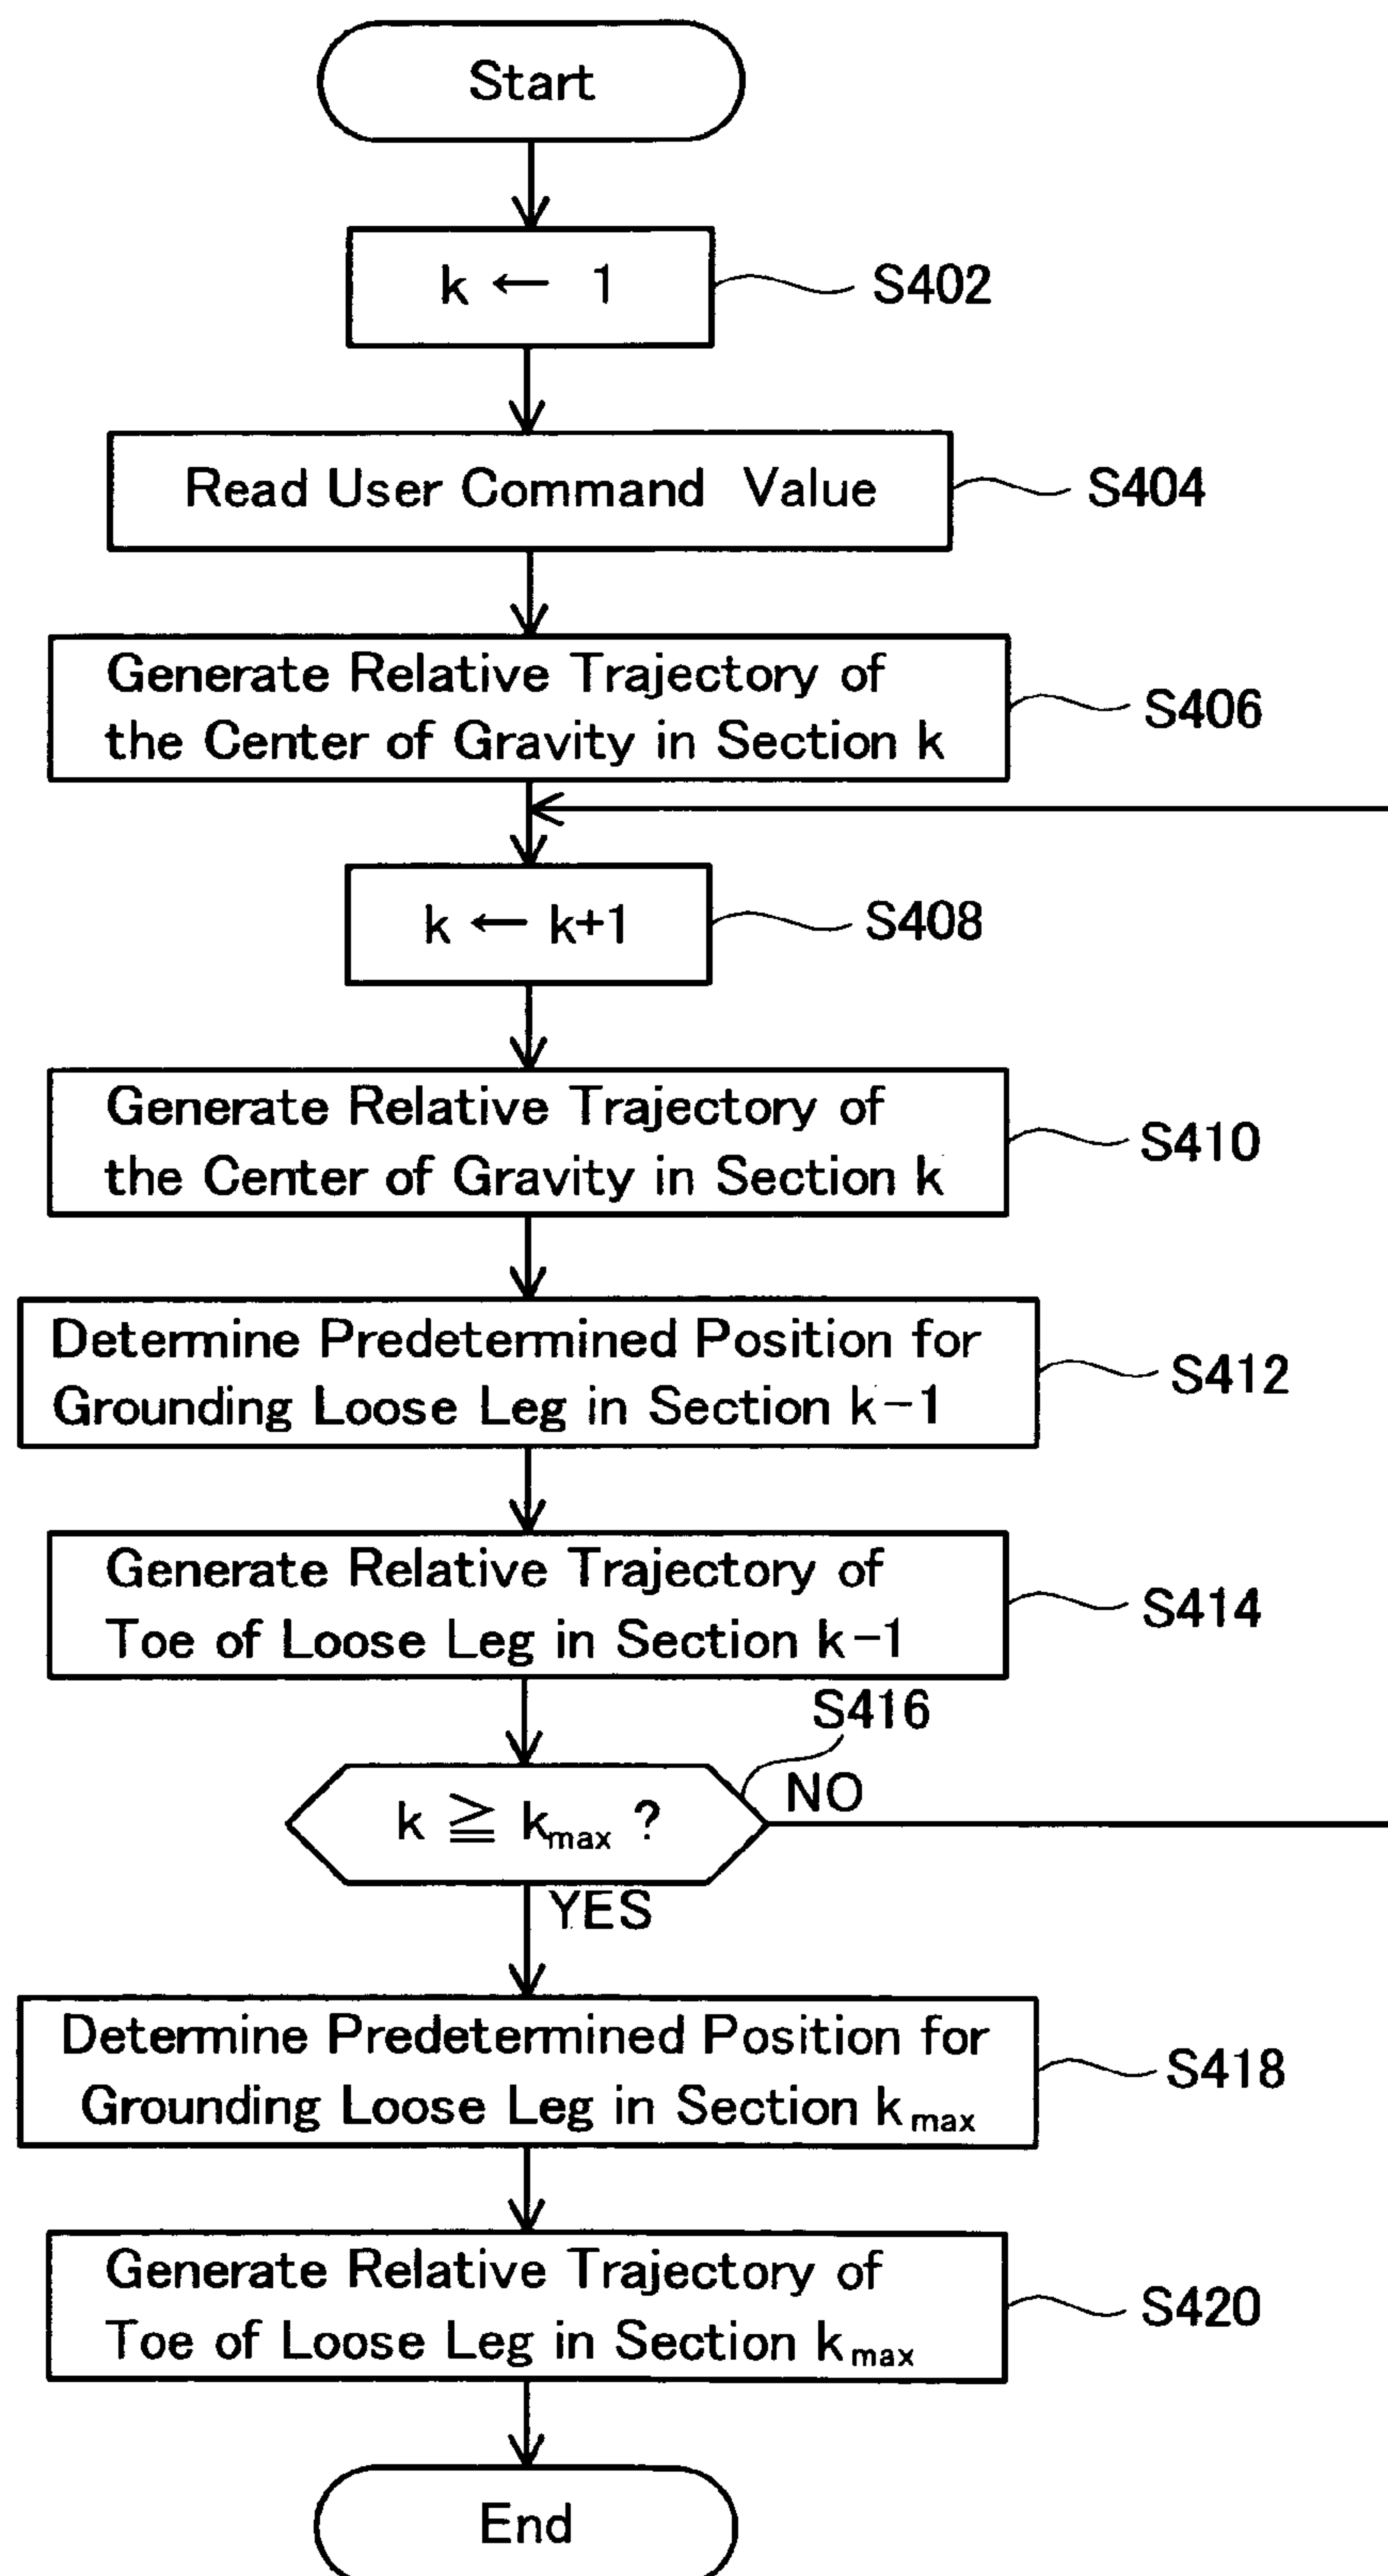 Start
k ← 1
S402
Read User Command Value
S404
Generate Relative Trajectory of
the Center of Gravity in Section k
S406
k ← k+1
S408
Generate Relative Trajectory of
the Center of Gravity in Section k
S410
Determine Predetermined Position for
Grounding Loose Leg in Section k-1
S412
Generate Relative Trajectory of
Toe of Loose Leg in Section k-1
S414
S416
k ≧ kmax ?
NO
YES
Determine Predetermined Position for
Grounding Loose Leg in Section kmax
S418
Generate Relative Trajectory of
Toe of Loose Leg in Section kmax
S420
End